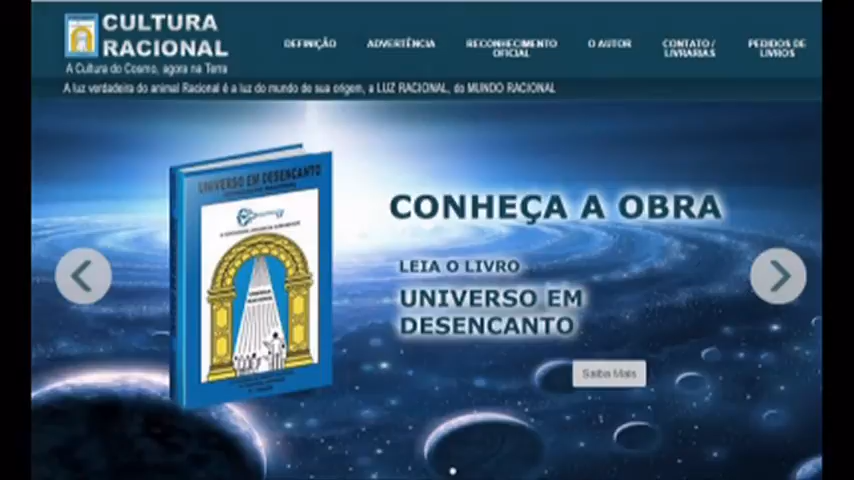 CULTURA
RACIONAL
A Cultura do Cosmo, agora na Terra
DEFINIÇÃO
ADVERTÊNCIA
RECONHECIMENTO
OFICIAL
O AUTOR
CONTATO /
LIVRARIAS
PEDIDOS DE
LIVROS
A luz verdadeira do animal Racional é a luz do mundo de sua origem, a LUZ RACIONAL, do MUNDO RACIONAL
UNIVERSO EM DESENCANTO
CONHEÇA A OBRA
LEIA O LIVRO
UNIVERSO EM
DESENCANTO
Saiba Mais